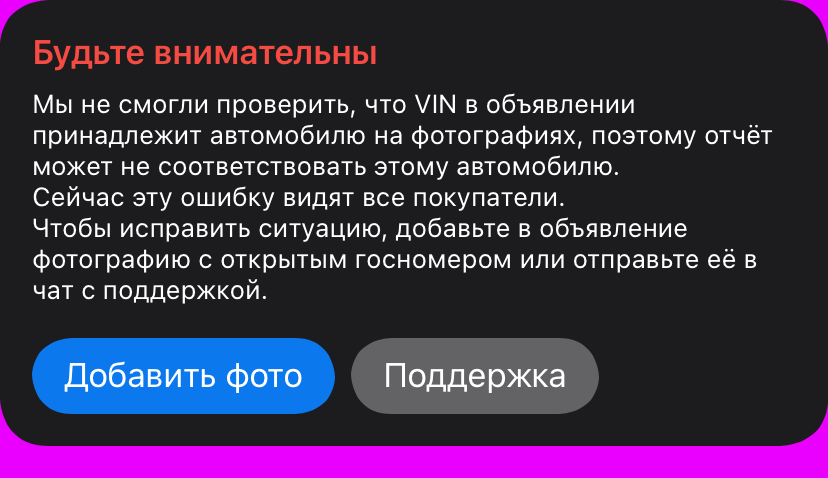 Будьте внимательны
Мы не смогли проверить, что VIN в объявлении
принадлежит автомобилю на фотографиях, поэтому отчёт
может не соответствовать этому автомобилю.
Сейчас эту ошибку видят все покупатели.
Чтобы исправить ситуацию, добавьте в объявление
фотографию с открытым госномером или отправьте её в
чат с поддержкой.
Добавить фото
Поддержка